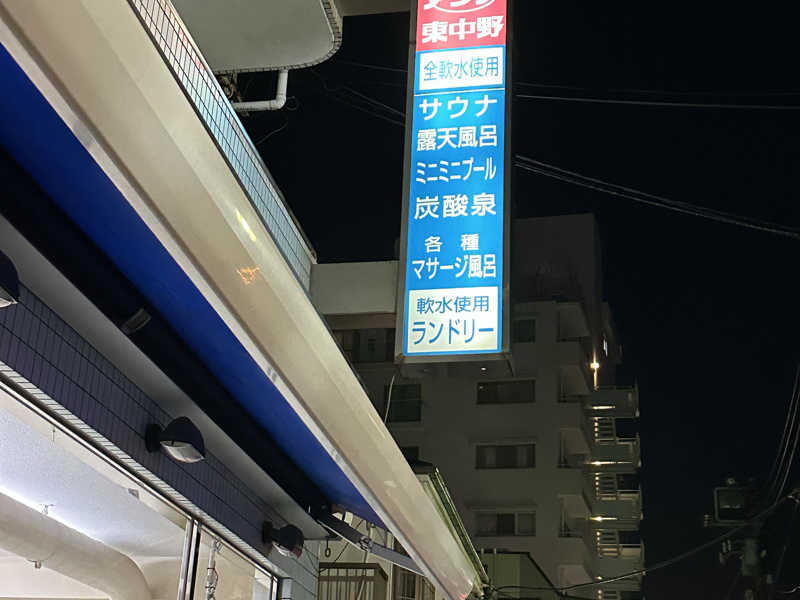 東中野
全軟水使用
サウナ
露天風呂
ミニミニプール
炭酸泉
各種
マサージ風呂
軟水使用
ランドリー